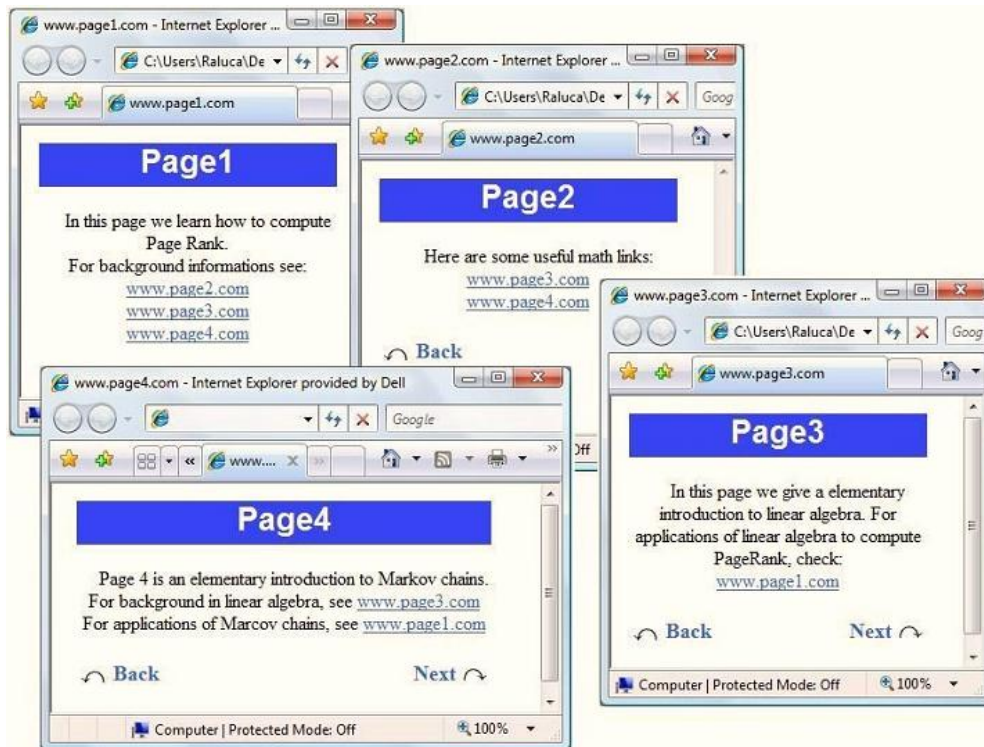 www.page1.com - Internet Explorer ...
C:\Users\Raluca\De
www.page1.com
Page1
In this page we learn how to compute
Page Rank.
For background informations see:
www.page2.com
www.page3.com
www.page4.com
www.page2.com - Internet Explorer ...
C:\Users\Raluca\De
Goog
www.page2.com
Page2
Here are some useful math links:
www.page3.com
www.page4.com
Back
Off
www.page3.com - Internet Explorer ...
C:\Users\Raluca\De
Goog
www.page3.com
Page3
In this page we give a elementary
introduction to linear algebra. For
applications of linear algebra to compute
PageRank, check:
www.page1.com
Back Next
Computer | Protected Mode: Off 100%
www.page4.com - Internet Explorer provided by Dell
Google
www....
Page4
Page 4 is an elementary introduction to Markov chains.
For background in linear algebra, see www.page3.com
For applications of Marcov chains, see www.page1.com
Back Next
Computer | Protected Mode: Off 100%